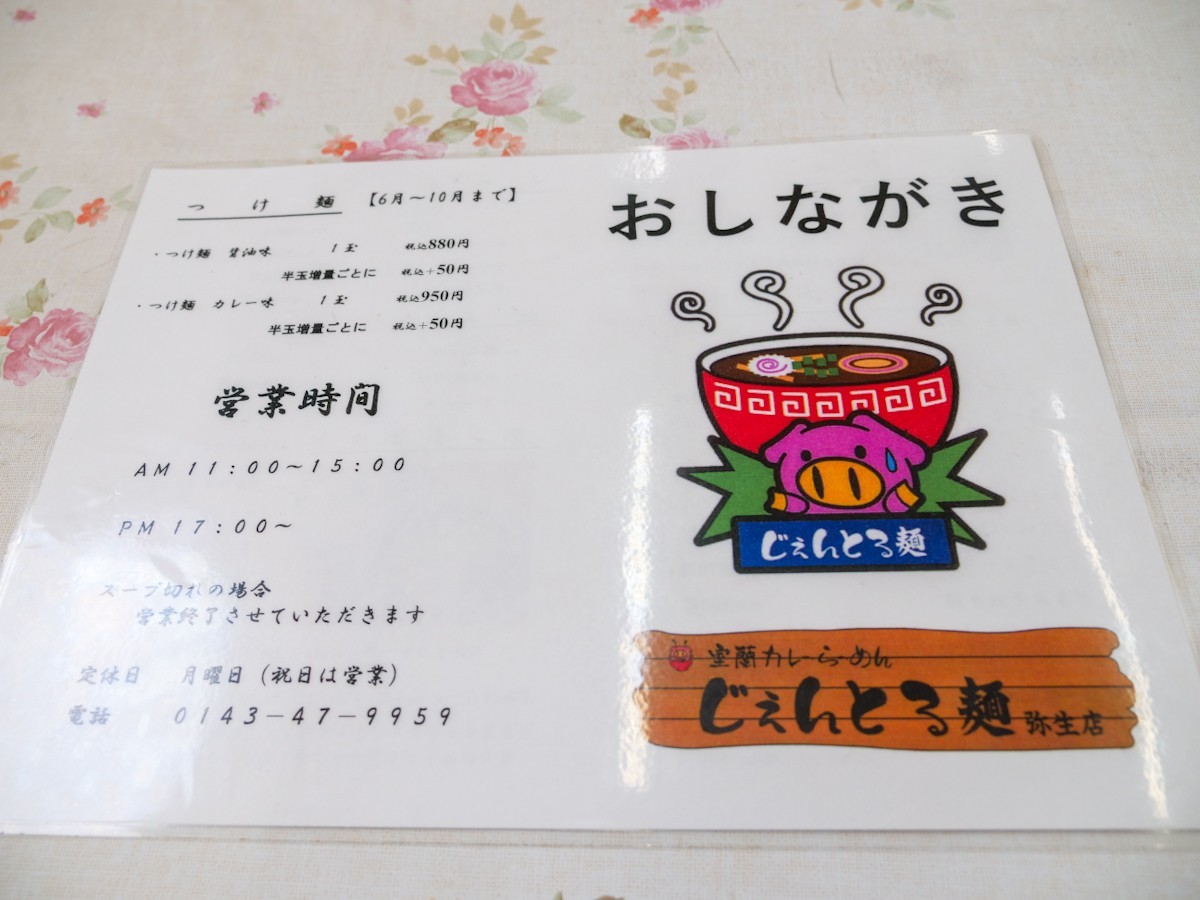 つけ麺 【6月～10月まで】
・つけ麺 醤油味 1玉 税込880円
半玉増量ごとに 税込+50円
・つけ麺 カレー味 1玉 税込950円
半玉増量ごとに 税込+50円
営業時間
AM 11:00～15:00
PM 17:00～
スープ切れの場合
営業終了させていただきます
定休日 月曜日(祝日は営業)
電話 0143-47-9959
おしながき
じぇんとる麺
室蘭カレーらーめん
じぇんとる麺 弥生店